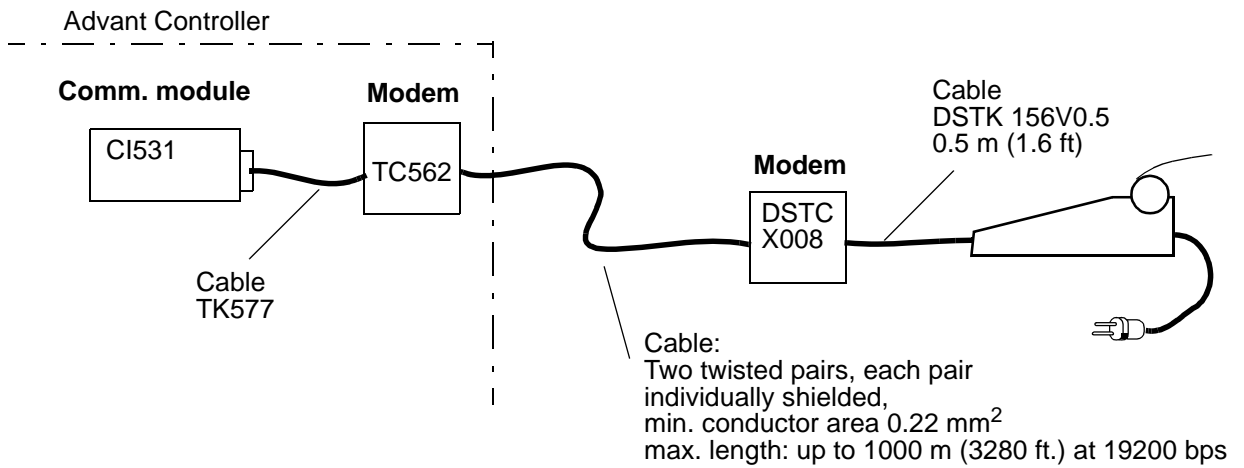 Advant Controller
Comm. module
Modem
CI531
TC562
Cable
TK577
Modem
DSTC
X008
Cable
DSTK 156V0.5
0.5 m (1.6 ft)
Cable:
Two twisted pairs, each pair
individually shielded,
min. conductor area 0.22 mm²
max. length: up to 1000 m (3280 ft.) at 19200 bps